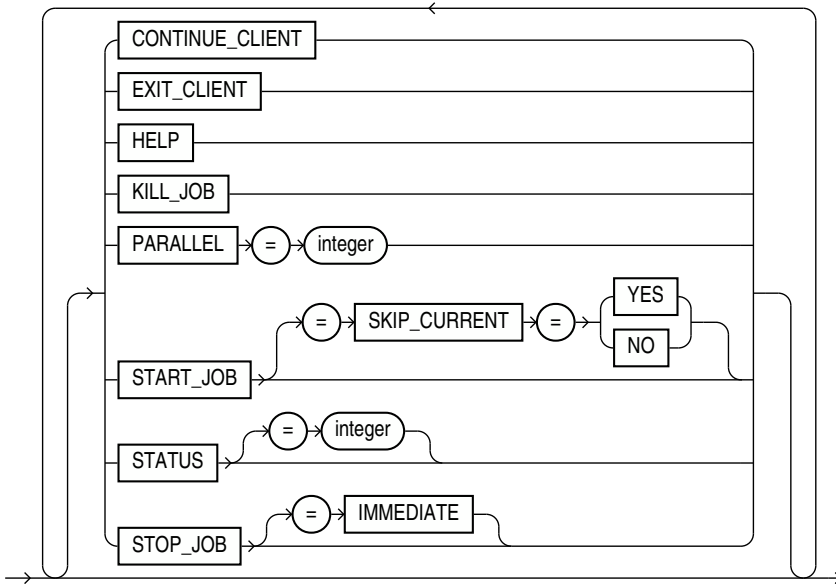 CONTINUE_CLIENT
EXIT_CLIENT
HELP
KILL_JOB
PARALLEL = integer
YES
= SKIP_CURRENT =
NO
START_JOB
= integer
STATUS
= IMMEDIATE
STOP_JOB